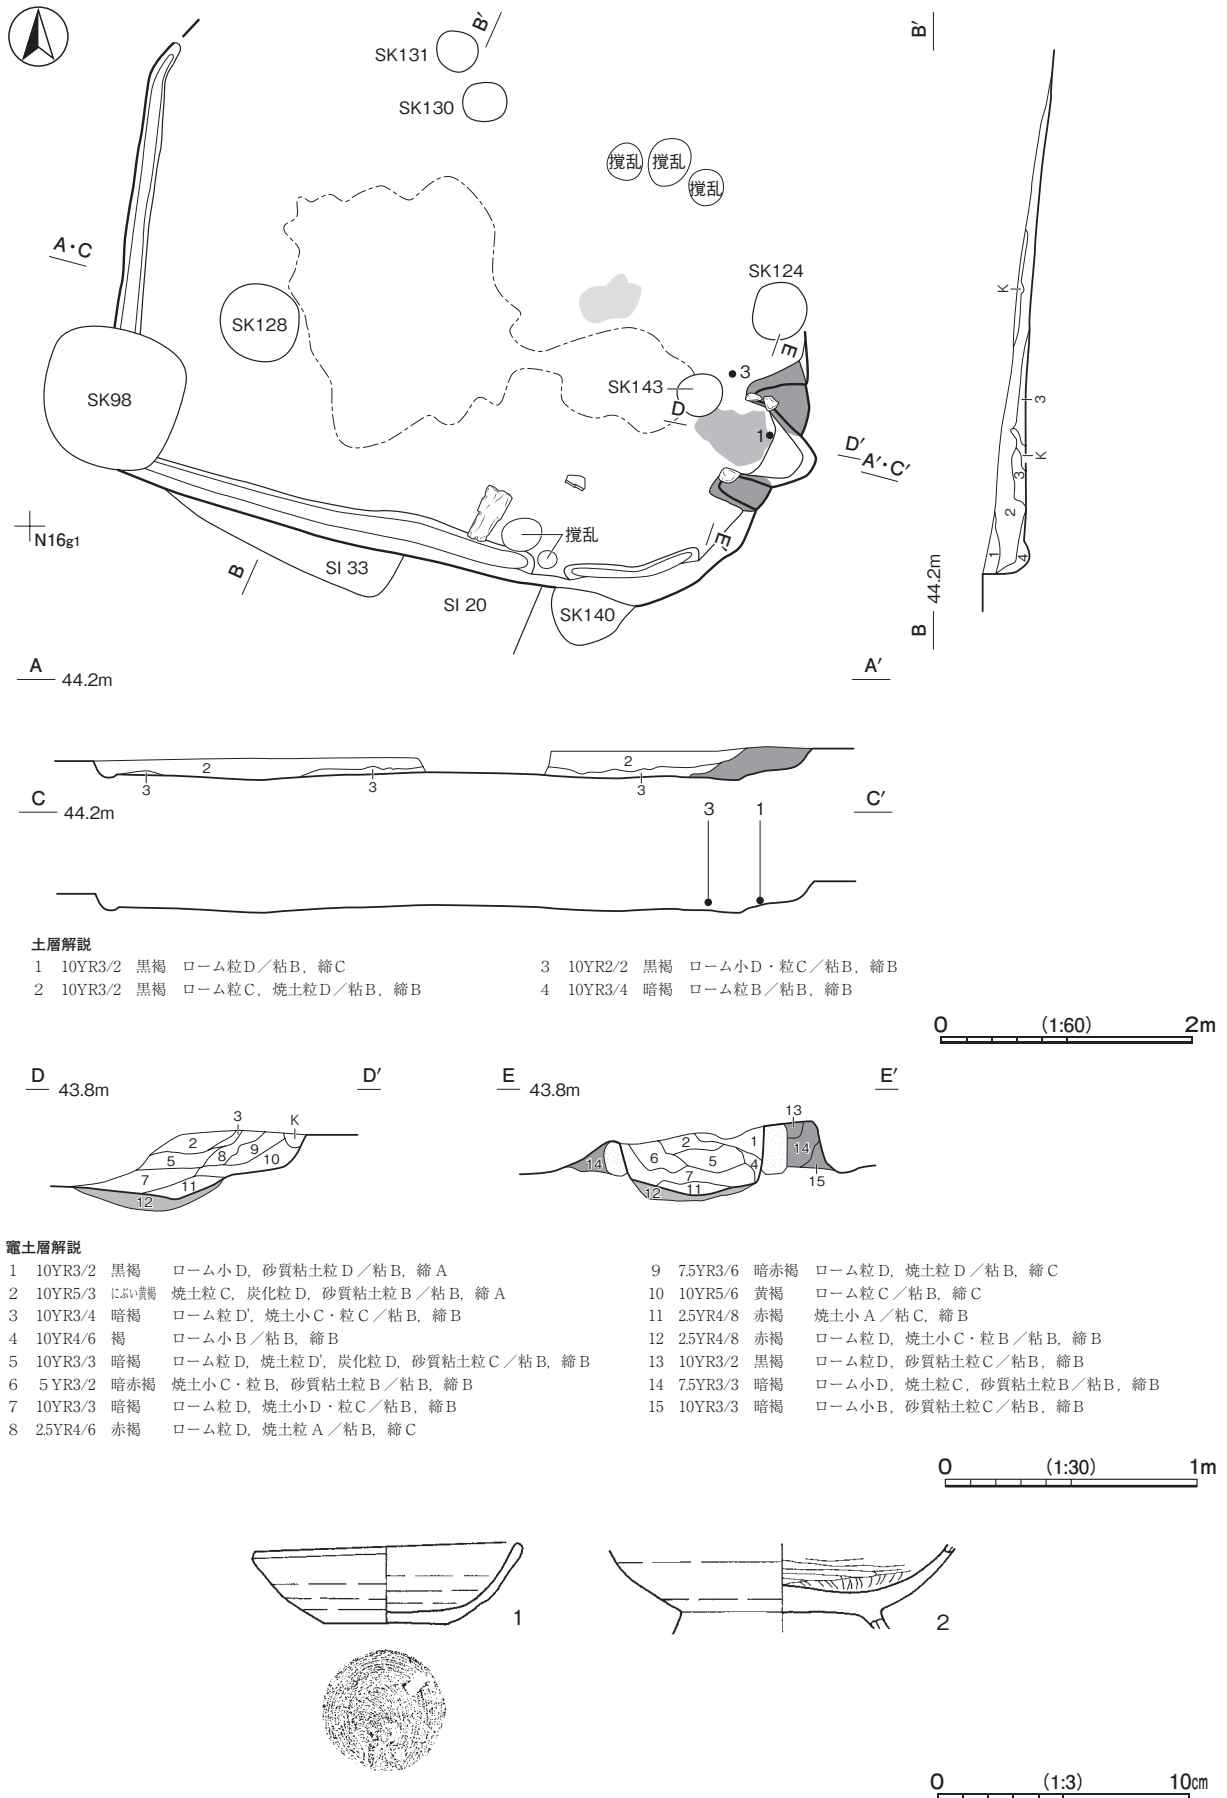 B′
SK131
SK130
撹乱
撹乱
撹乱
A・C
SK124
SK128
E
SK143
3
SK98
D
1
D′
A′・C′
N16g1
撹乱
E′
B
SI 33
SI 20
SK140
B′
K
3
K
3
2
1
4
B 44.2m
A 44.2m A′
2
2
3
3
3
C 44.2m C′
3 1
土層解説
1 10YR3/2 黒褐 ローム粒D／粘B，締C
2 10YR3/2 黒褐 ローム粒C，焼土粒D／粘B，締B
3 10YR2/2 黒褐 ローム小D・粒C／粘B，締B
4 10YR3/4 暗褐 ローム粒B／粘B，締B
0 (1:60) 2m
D 43.8m D′
3 K
2
9
8
10
5
7
11
12
E 43.8m E′
13
2
1
14
6
5
4
14
7
11
12
15
竈土層解説
1 10YR3/2 黒褐 ローム小D，砂質粘土粒D／粘B，締A
2 10YR5/3 にぶい黄褐 焼土粒C，炭化粒D，砂質粘土粒B／粘B，締A
3 10YR3/4 暗褐 ローム粒D'，焼土小C・粒C／粘B，締B
4 10YR4/6 褐 ローム小B／粘B，締B
5 10YR3/3 暗褐 ローム粒D，焼土粒D'，炭化粒D，砂質粘土粒C／粘B，締B
6 5YR3/2 暗赤褐 焼土小C・粒B，砂質粘土粒B／粘B，締B
7 10YR3/3 暗褐 ローム粒D，焼土小D・粒C／粘B，締B
8 2.5YR4/6 赤褐 ローム粒D，焼土粒A／粘B，締C
9 7.5YR3/6 暗赤褐 ローム粒D，焼土粒D／粘B，締C
10 10YR5/6 黄褐 ローム粒C／粘B，締C
11 2.5YR4/8 赤褐 焼土小A／粘C，締B
12 2.5YR4/8 赤褐 ローム粒D，焼土小C・粒B／粘B，締B
13 10YR3/2 黒褐 ローム粒D，砂質粘土粒C／粘B，締B
14 7.5YR3/3 暗褐 ローム小D，焼土粒C，砂質粘土粒B／粘B，締B
15 10YR3/3 暗褐 ローム小B，砂質粘土粒C／粘B，締B
0 (1:30) 1m
1
2
0 (1:3) 10cm